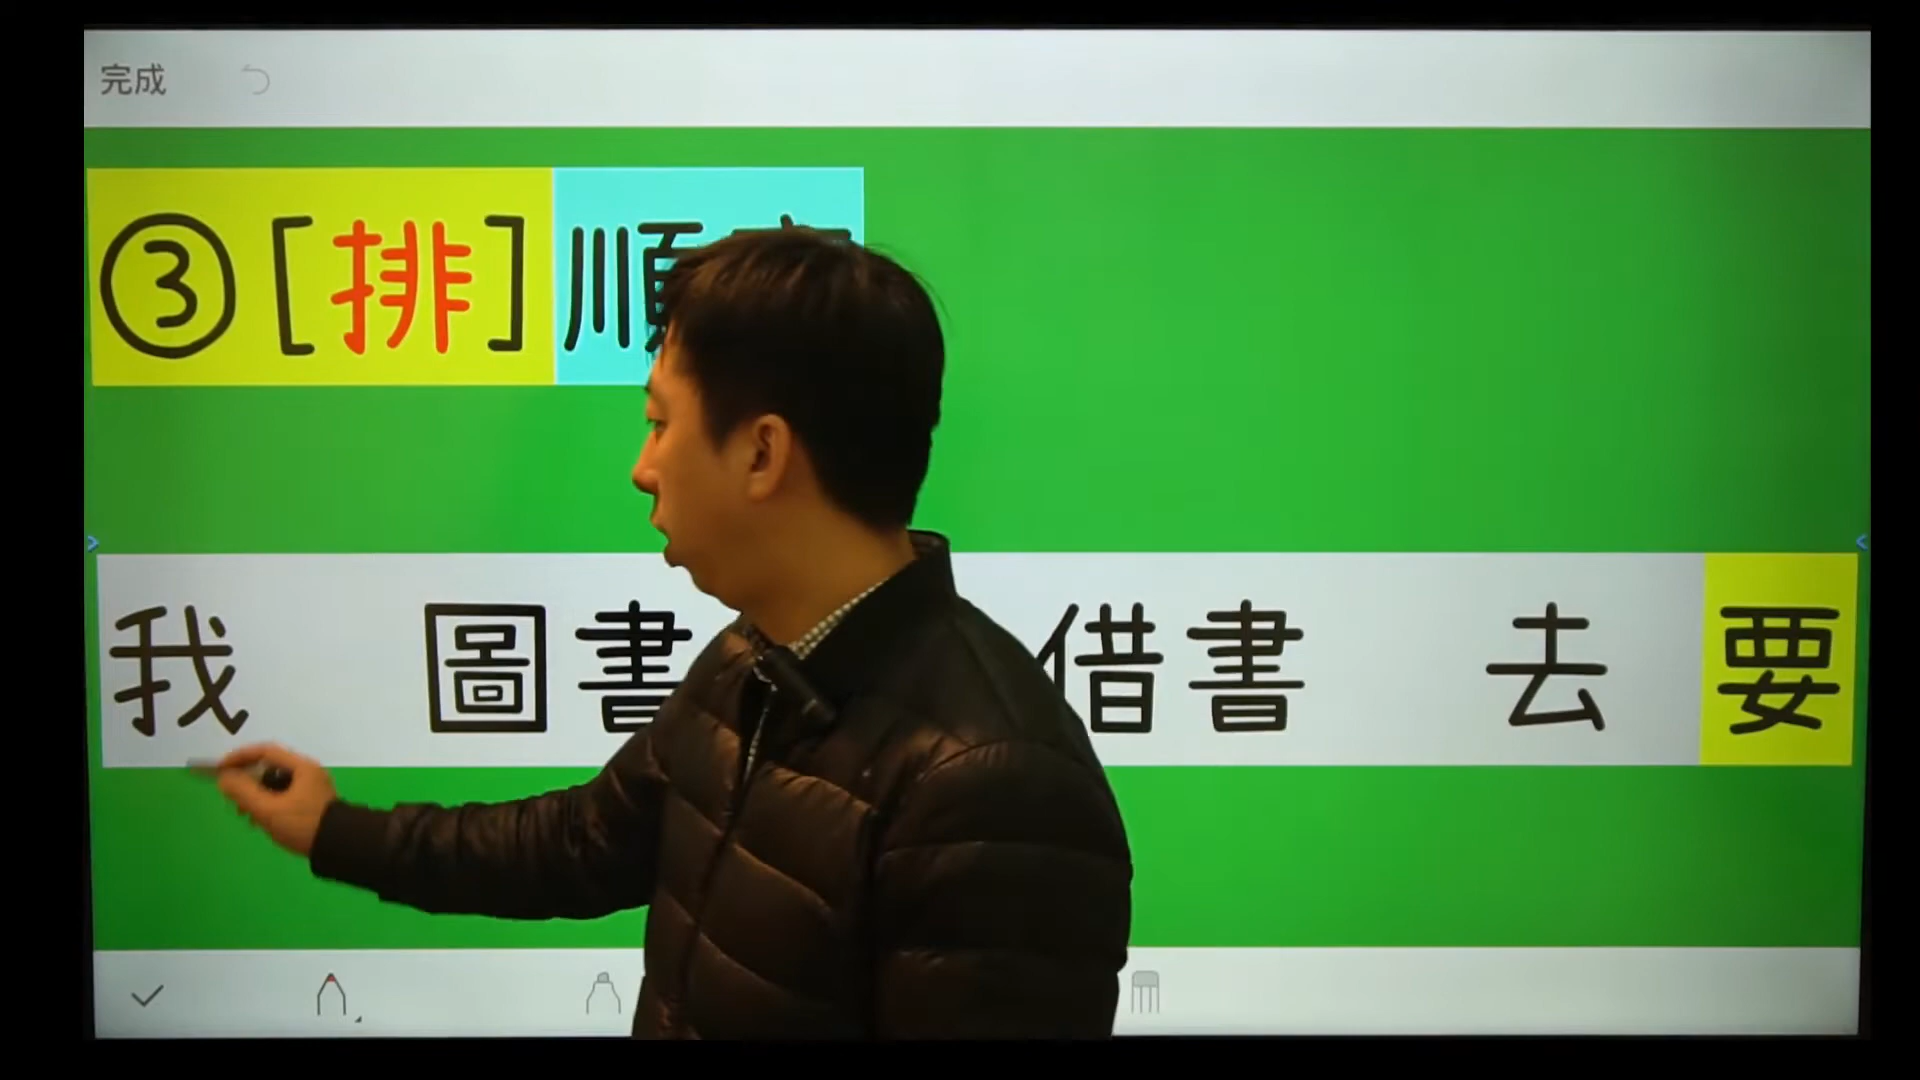 完成
③[排]順
我 圖書 借書 去 要